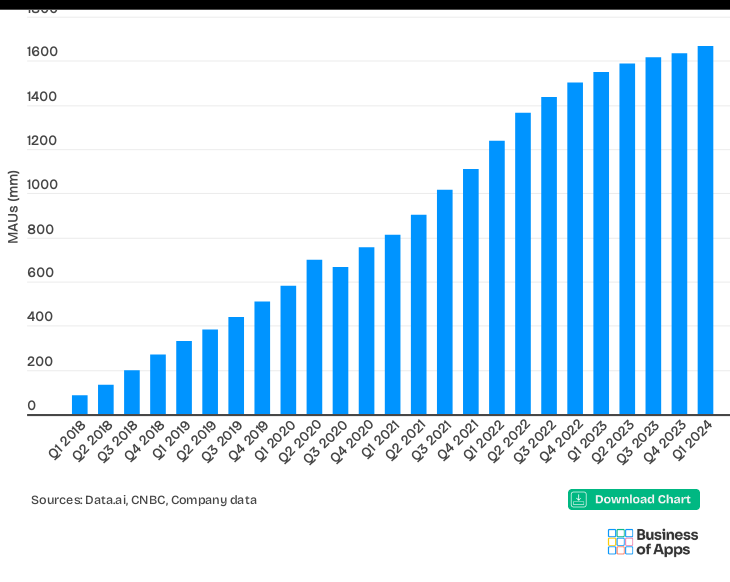 1800
1600
1400
1200
1000
800
600
400
200
0
MAUs (mm)
Q1 2018
Q2 2018
Q3 2018
Q4 2018
Q1 2019
Q2 2019
Q3 2019
Q4 2019
Q1 2020
Q2 2020
Q3 2020
Q4 2020
Q1 2021
Q2 2021
Q3 2021
Q4 2021
Q1 2022
Q2 2022
Q3 2022
Q4 2022
Q1 2023
Q2 2023
Q3 2023
Q4 2023
Q1 2024
Sources: Data.ai, CNBC, Company data
Download Chart
Business
of Apps